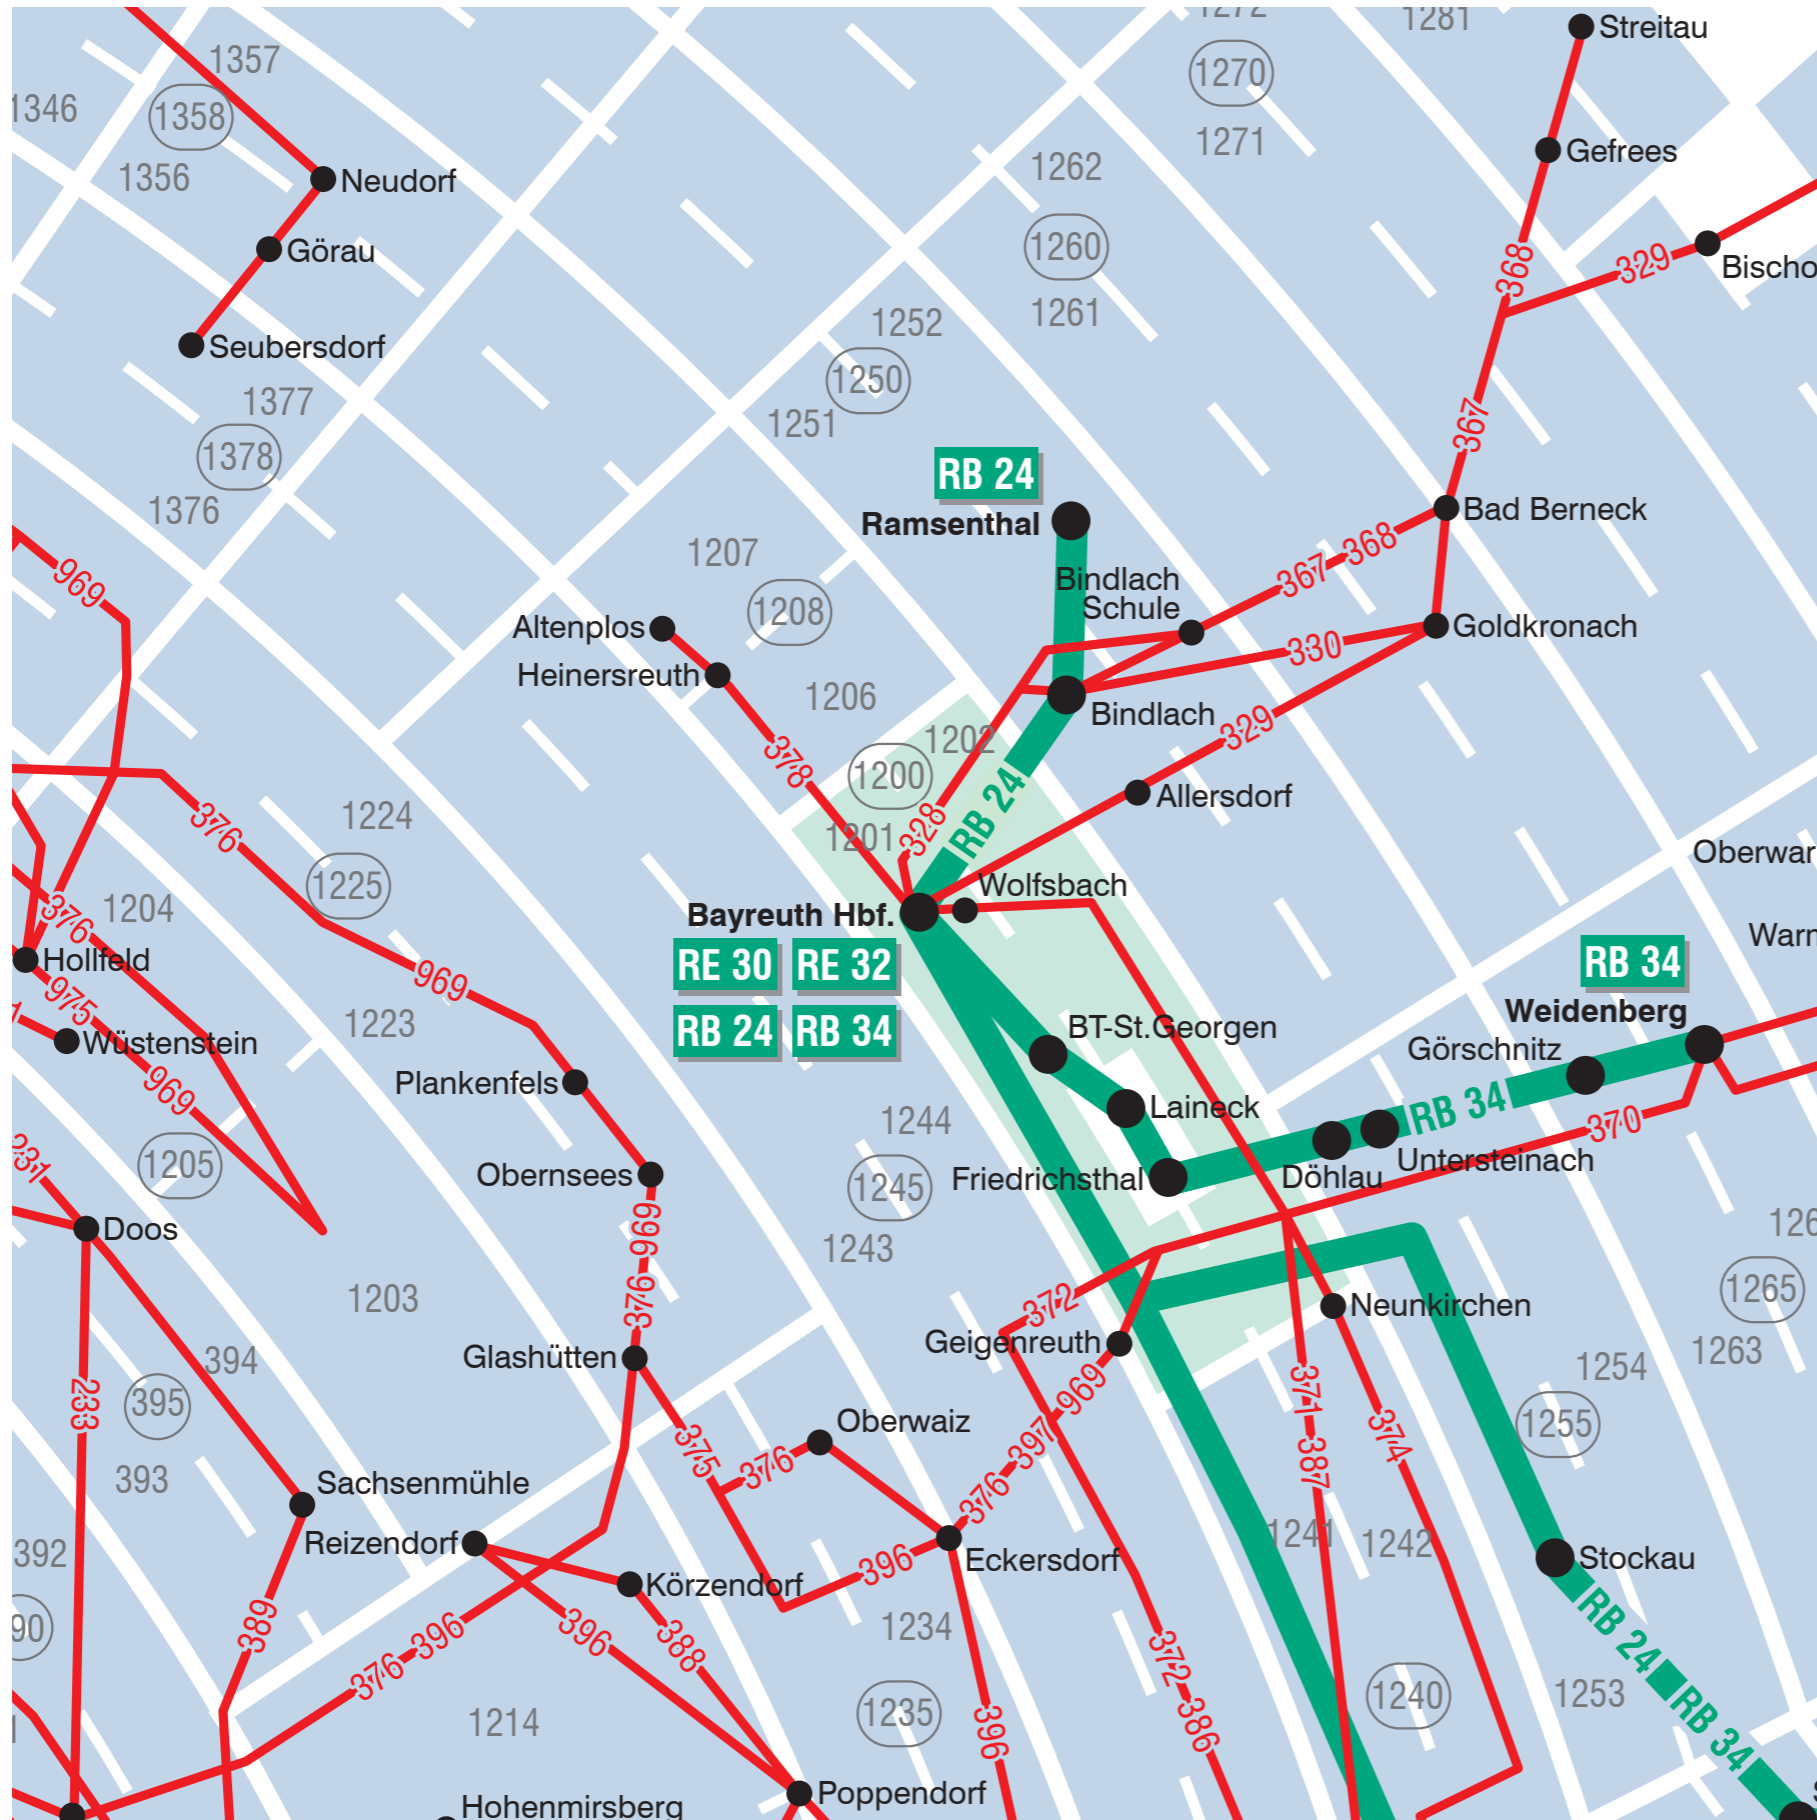 1272
1281
Streitau
1357
1270
1346
1358
1271
Gefrees
1262
1356
Neudorf
1260
Görau
368
329
1261
1252
Seubersdorf
1250
1377
1251
367
1378
RB 24
1376
Ramsenthal
Bad Berneck
1207
367
368
969
Bindlach
Schule
1208
Altenplos
Goldkronach
330
Heinersreuth
1206
Bindlach
329
1202
378
1200
Allersdorf
RB 24
1224
376
328
1201
1225
Wolfsbach
1204
376
Bayreuth Hbf.
Hollfeld
RE 30
RE 32
RB 34
969
975
Weidenberg
1223
RB 24
RB 34
BT-St.Georgen
Wüstenstein
Görschnitz
Plankenfels
969
Laineck
RB 34
1244
370
1205
231
Obernsees
1245
Friedrichsthal
Döhlau
Untersteinach
Doos
969
1243
1203
376
372
1265
Neunkirchen
Geigenreuth
Glashütten
394
1254
1263
395
233
371
969
Oberwaiz
375
376
397
374
1255
393
387
Sachsenmühle
376
392
Reizendorf
1241
1242
396
Eckersdorf
Stockau
Körzendorf
389
376
396
396
388
1234
RB 24
372
1240
1253
1235
1214
386
396
RB 34
Poppendorf
Hohenmirsberg